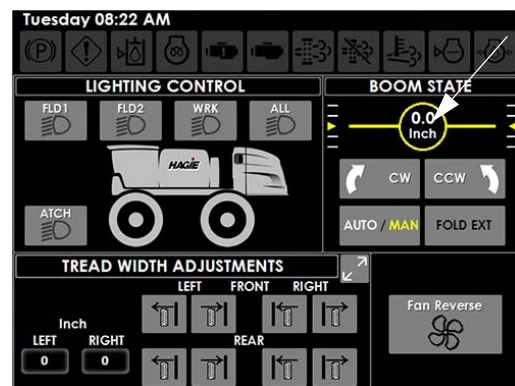 Tuesday 08:22 AM
LIGHTING CONTROL
FLD1 FLD2 WRK ALL
HAGIE
ATCH
BOOM STATE
0.0
Inch
CW CCW
AUTO / MAN FOLD EXT
TREAD WIDTH ADJUSTMENTS
LEFT FRONT RIGHT
Inch
LEFT RIGHT
0 0
REAR
Fan Reverse